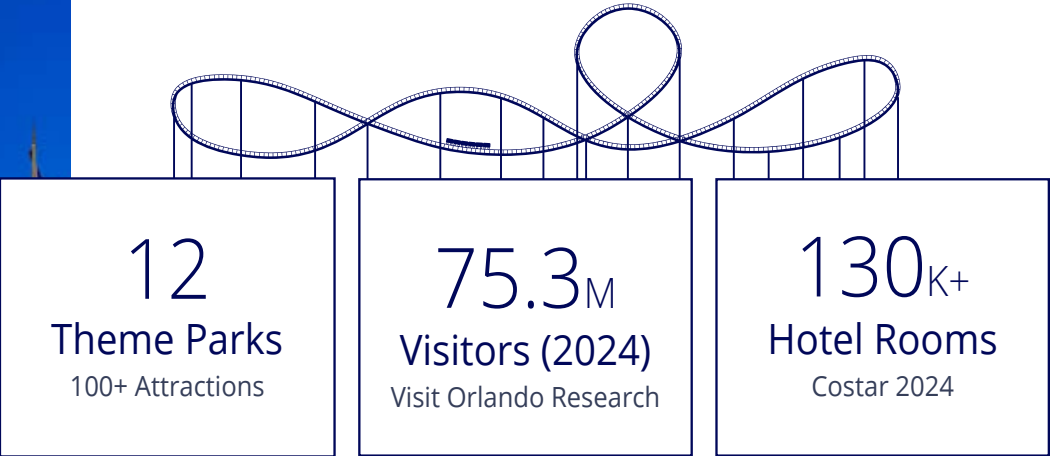 12
Theme Parks
100+ Attractions
75.3M
Visitors (2024)
Visit Orlando Research
130K+
Hotel Rooms
Costar 2024